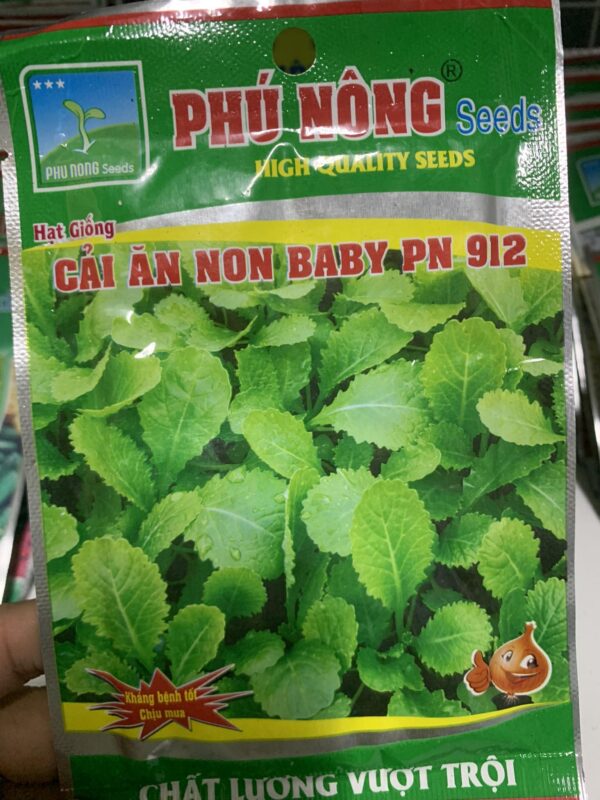 PHÚ NÔNG® Seeds
HIGH QUALITY SEEDS
★★★
PHU NONG Seeds
Hạt Giống
CẢI ĂN NON BABY PN 912
Kháng bệnh tốt
Chịu mưa
CHẤT LƯỢNG VƯỢT TRỘI